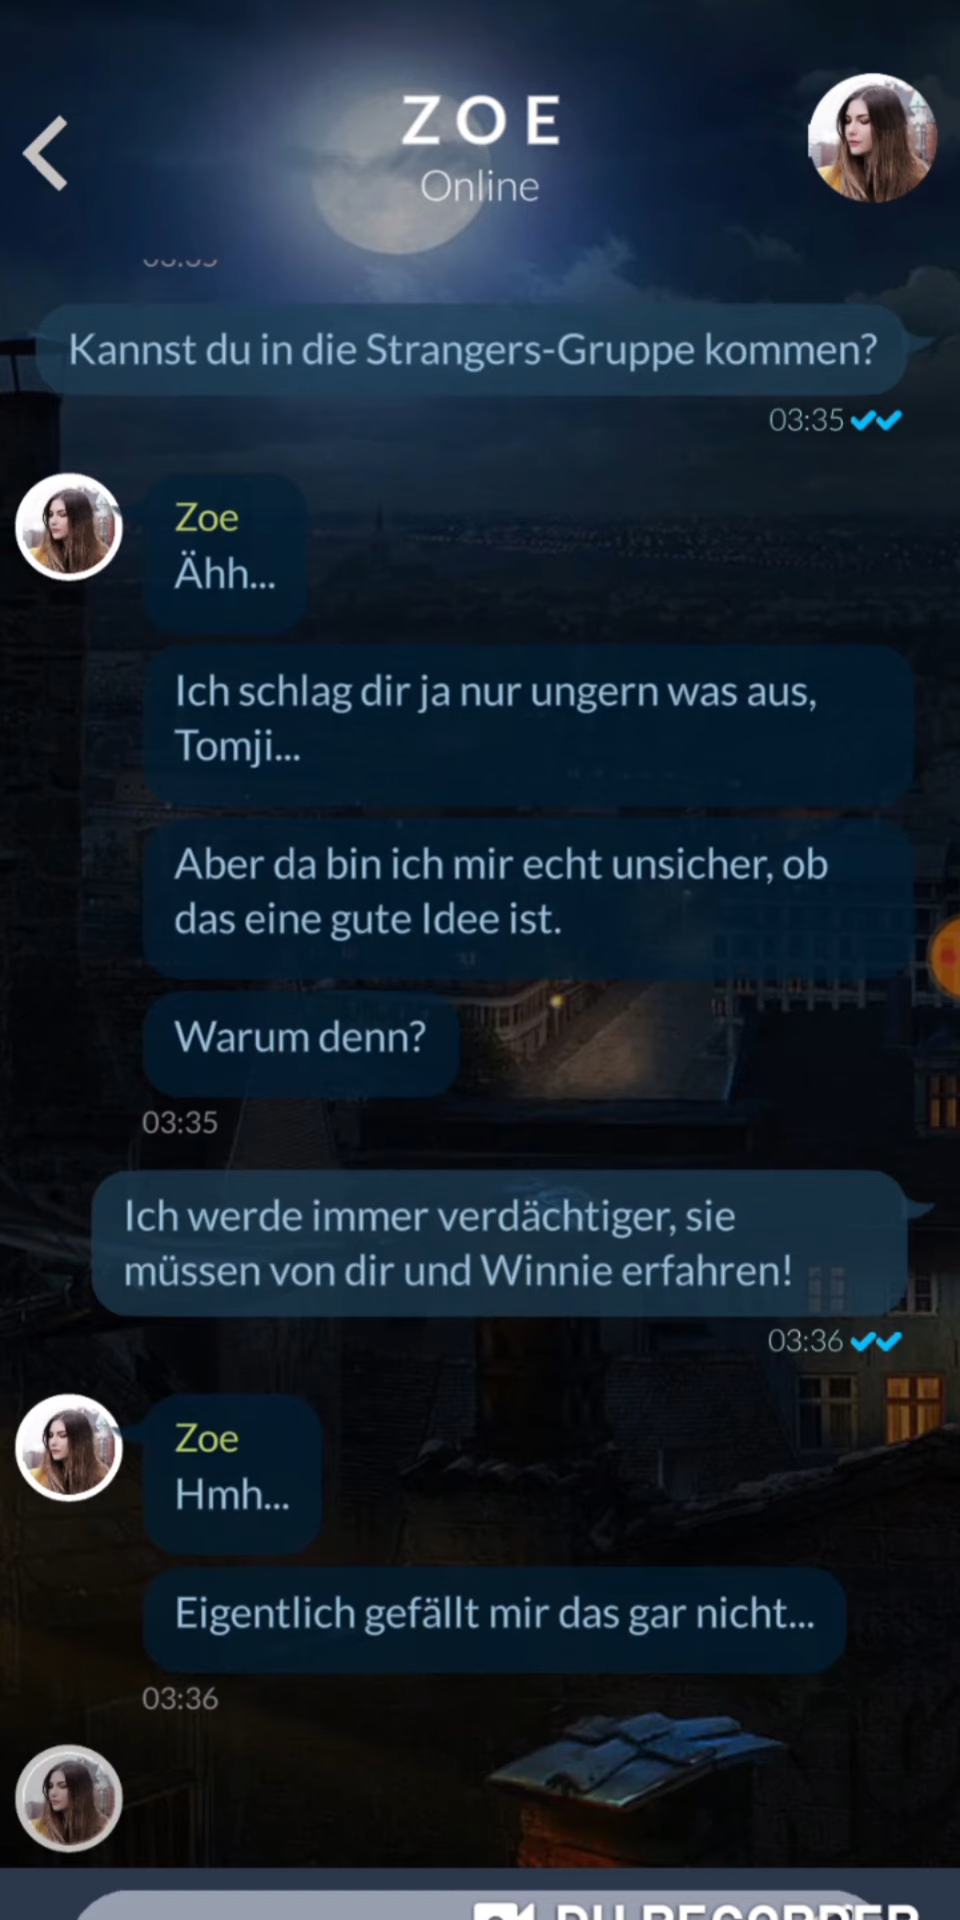 ZOE
Online
Kannst du in die Strangers-Gruppe kommen?
03:35
Zoe
Ähh...
Ich schlag dir ja nur ungern was aus,
Tomji...
Aber da bin ich mir echt unsicher, ob
das eine gute Idee ist.
Warum denn?
03:35
Ich werde immer verdächtiger, sie
müssen von dir und Winnie erfahren!
03:36
Zoe
Hmh...
Eigentlich gefällt mir das gar nicht...
03:36
DU RECORDER